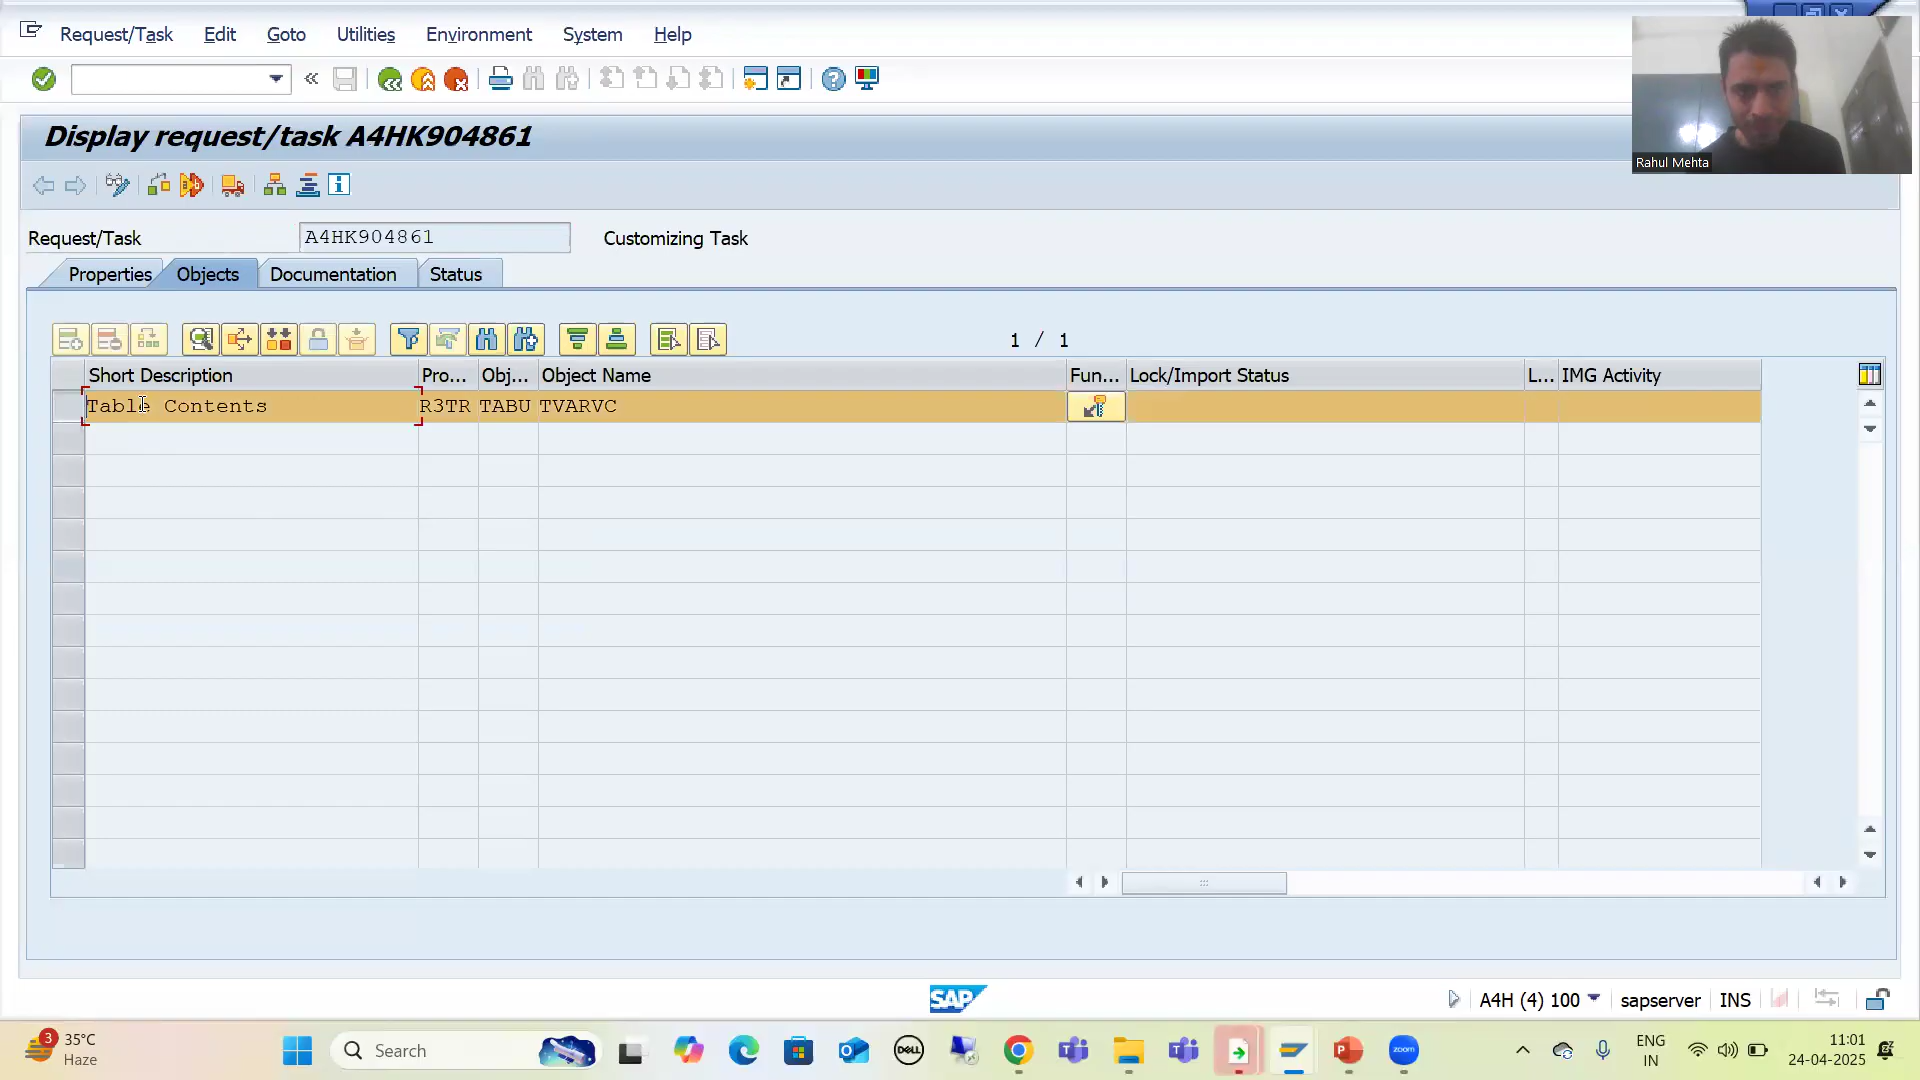 Request/Task Edit Goto Utilities Environment System Help
Rahul Mehta
Display request/task A4HK904861
Request/Task A4HK904861 Customizing Task
Properties Objects Documentation Status
1 / 1
Short Description Pro... Obj... Object Name Fun... Lock/Import Status L... IMG Activity
Table Contents R3TR TABU TVARVC
SAP A4H (4) 100 sapserver INS
3 35°C
Haze
Search
DELL
zoom
ENG
IN
11:01
24-04-2025